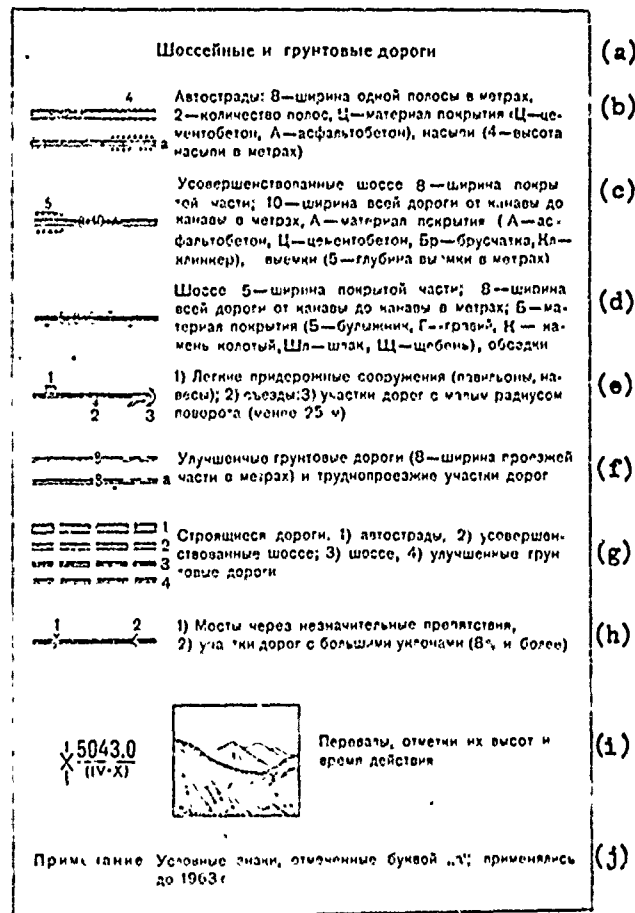 Шоссейные и грунтовые дороги
(a)
4
Автострады: 8—ширина одной полосы в метрах,
(b)
2—количество полос, Ц—материал покрытия (Ц—це-
ментобетон, А—асфальтобетон), насыпи (4—высота
а
насыпи в метрах)
Усовершенствованные шоссе 8—ширина покры
(c)
той части; 10—ширина всей дороги от канавы до
5
канавы в метрах, А—материал покрытия (А—ас-
фальтобетон, Ц—цементобетон, Бр—брусчатка, Кл—
клинкер), выемки (5—глубина выемки в метрах)
Шоссе 5—ширина покрытой части; 8—ширина
(d)
всей дороги от канавы до канавы в метрах; Б—ма-
териал покрытия (Б—булыжник, Г—гравий, К — ка-
мень колотый, Шл—шлак, Щ—щебень), обсадки
1
1) Легкие придорожные сооружения (павильоны, на-
(e)
весы); 2) съезды; 3) участки дорог с малым радиусом
2 3
поворота (менее 25 м)
8
Улучшенные грунтовые дороги (8—ширина проезжей
(f)
8 а
части в метрах) и труднопроезжие участки дорог
1
Строящиеся дороги. 1) автострады, 2) усовершен-
2
ствованные шоссе; 3) шоссе, 4) улучшенные грун
(g)
3
товые дороги
4
1 2
1) Мосты через незначительные препятствия,
(h)
2) уча тки дорог с большими уклонами (8% и более)
5043.0
(IV-X)
Перевалы, отметки их высот и
(i)
время действия
Прим ание Условные знаки, отмеченные буквой „а", применялись
(j)
до 1963 г